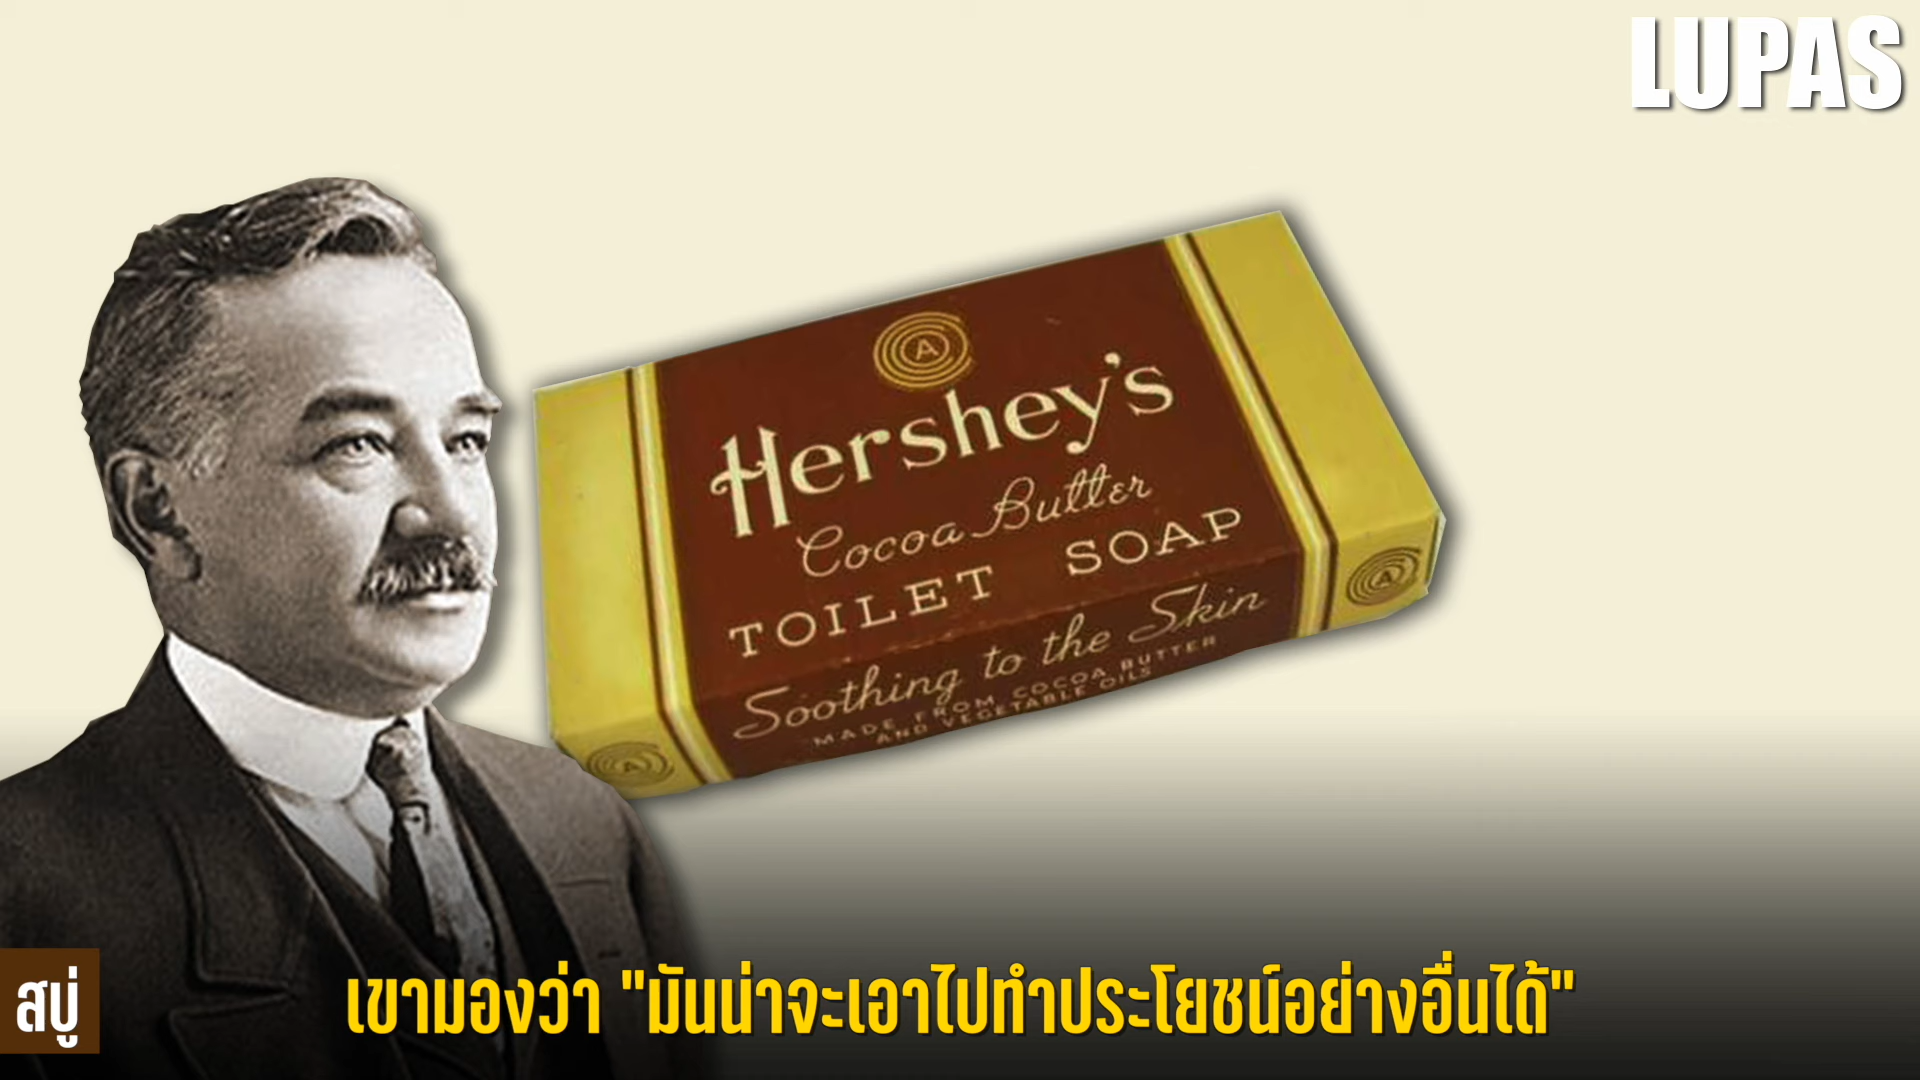 LUPAS
A
Hershey's
Cocoa Butter
TOILET SOAP
Soothing to the Skin
MADE FROM COCOA BUTTER
AND VEGETABLE OILS
A
A
สบู่
เขามองว่า "มันน่าจะเอาไปทำประโยชน์อย่างอื่นได้"